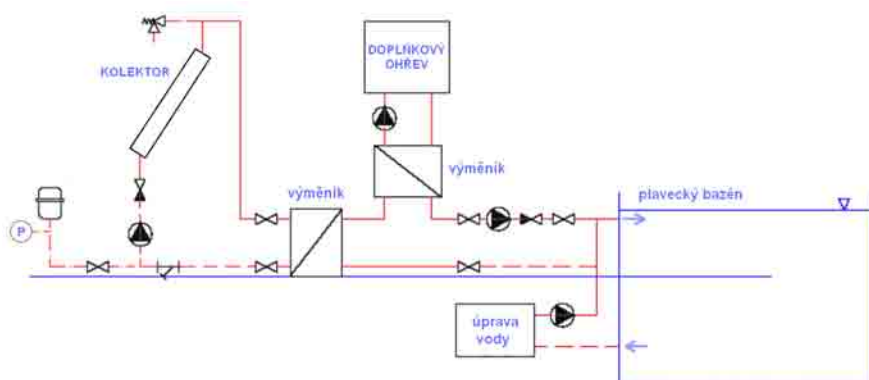 DOPLŇKOVÝ
OHŘEV
KOLEKTOR
výměník
výměník
plavecký bazén
P
úprava
vody